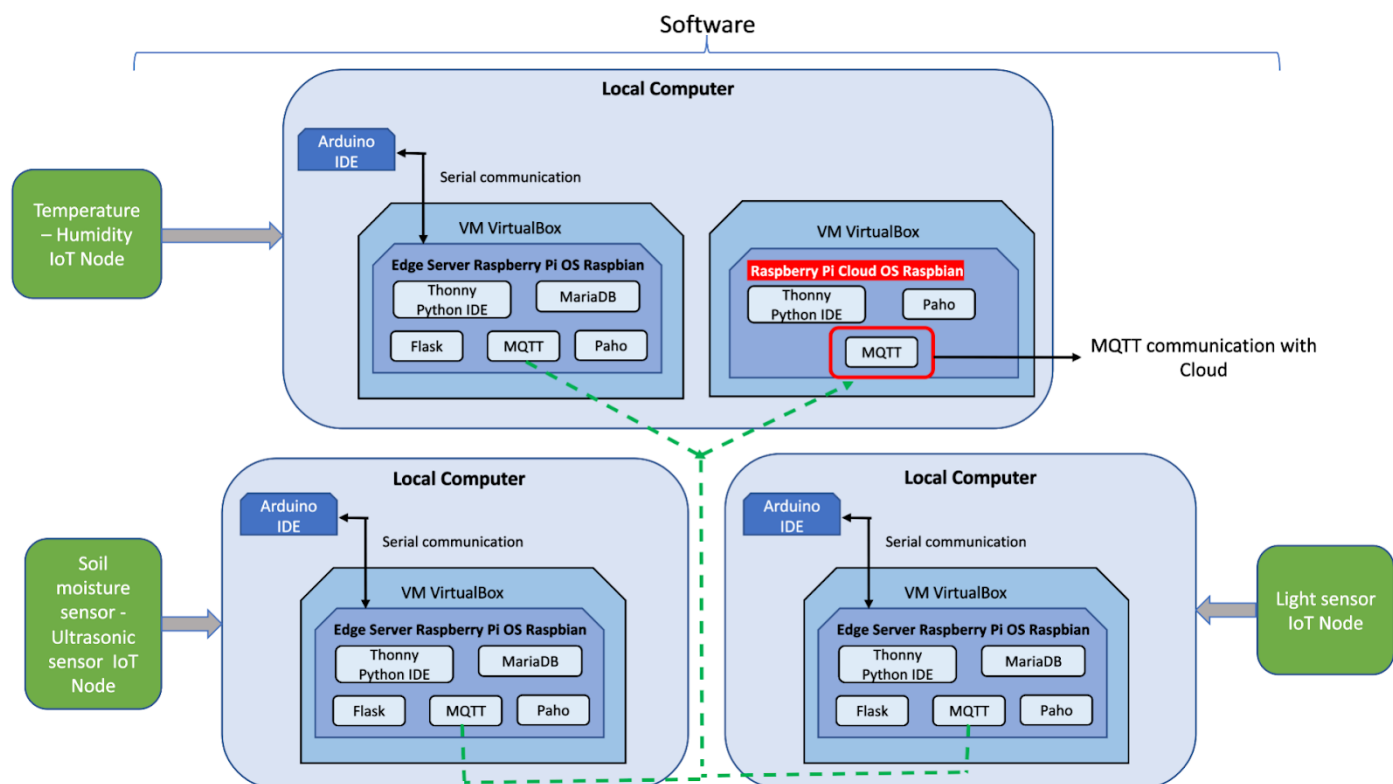 Software
Local Computer
Arduino
IDE
Serial communication
Temperature
– Humidity
IoT Node
VM VirtualBox
Edge Server Raspberry Pi OS Raspbian
Thonny
Python IDE
MariaDB
Flask
MQTT
Paho
VM VirtualBox
Raspberry Pi Cloud OS Raspbian
Thonny
Python IDE
Paho
MQTT
MQTT communication with
Cloud
Local Computer
Arduino
IDE
Serial communication
Soil
moisture
sensor -
Ultrasonic
sensor IoT
Node
VM VirtualBox
Edge Server Raspberry Pi OS Raspbian
Thonny
Python IDE
MariaDB
Flask
MQTT
Paho
Local Computer
Arduino
IDE
Serial communication
VM VirtualBox
Edge Server Raspberry Pi OS Raspbian
Thonny
Python IDE
MariaDB
Flask
MQTT
Paho
Light sensor
IoT Node